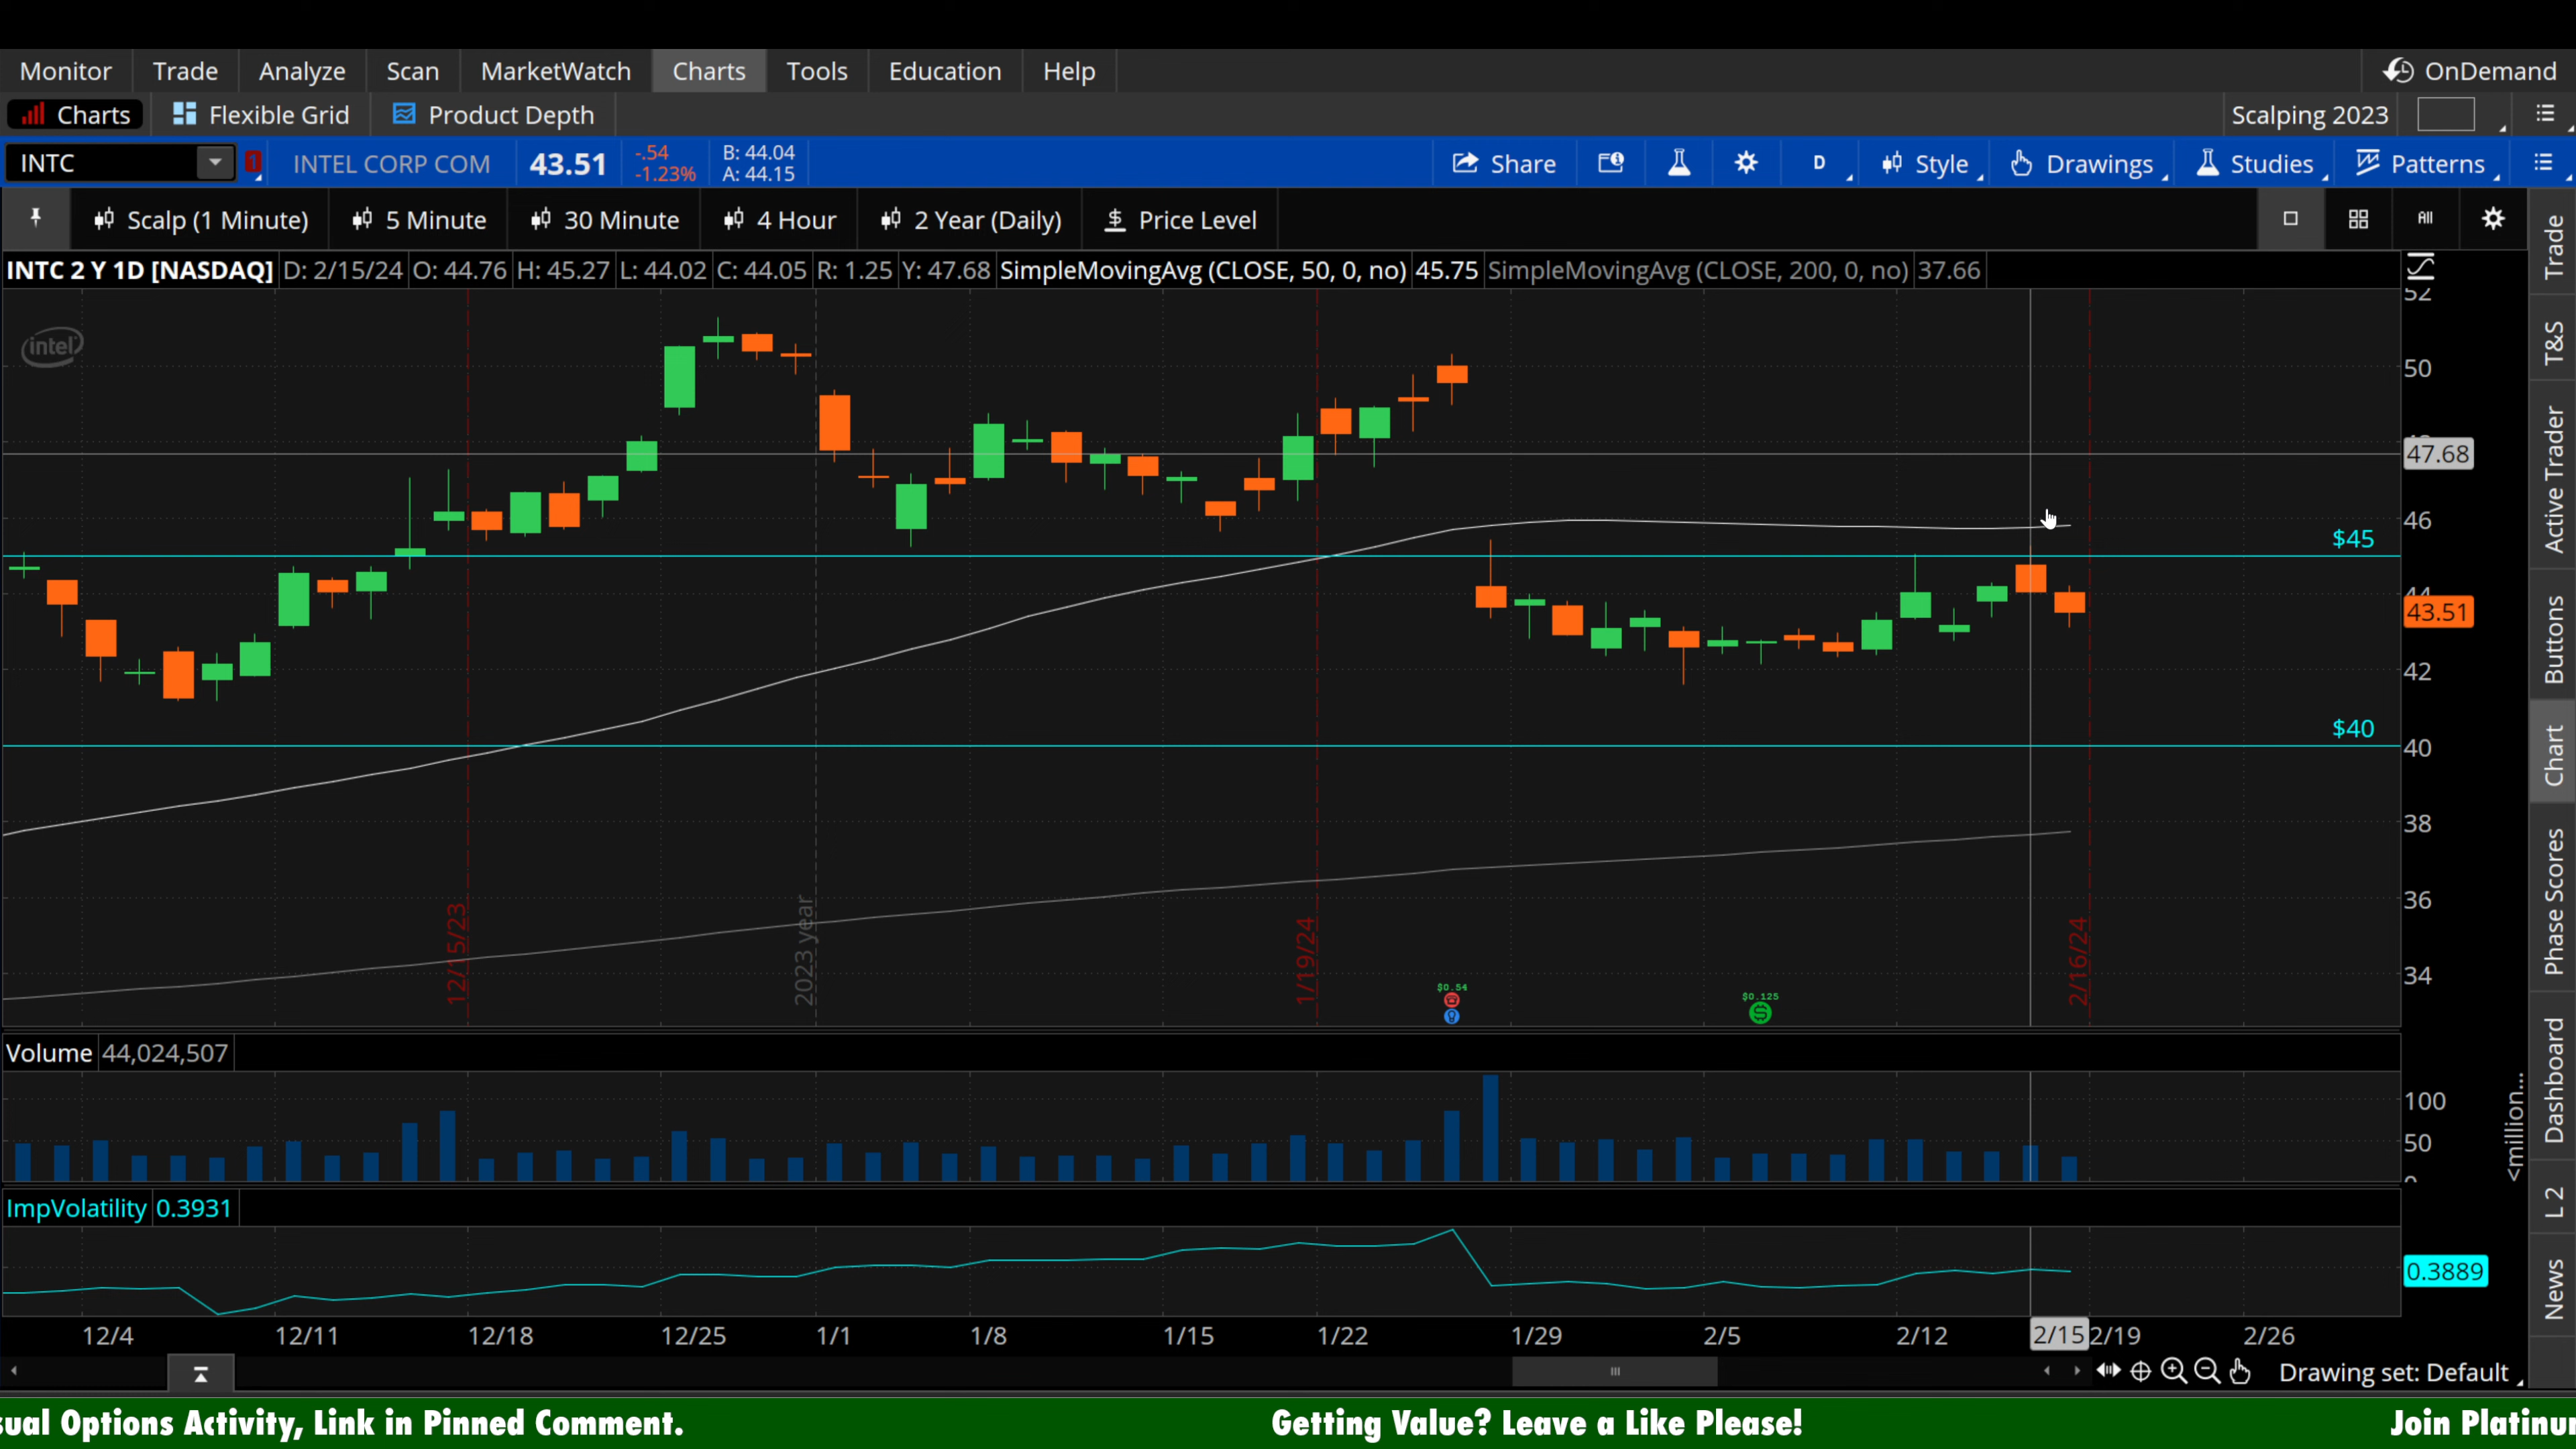 Monitor Trade Analyze Scan MarketWatch Charts Tools Education Help OnDemand
Charts Flexible Grid Product Depth Scalping 2023
INTC 1 INTEL CORP COM 43.51 -.54 B: 44.04 Share D Style Drawings Studies Patterns
-1.23% A: 44.15
Scalp (1 Minute) 5 Minute 30 Minute 4 Hour 2 Year (Daily) $ Price Level All
INTC 2 Y 1D [NASDAQ] D: 2/15/24 O: 44.76 H: 45.27 L: 44.02 C: 44.05 R: 1.25 Y: 47.68 SimpleMovingAvg (CLOSE, 50, 0, no) 45.75 SimpleMovingAvg (CLOSE, 200, 0, no) 37.66
52
intel
50
47.68
46
$45
44
43.51
42
$40
40
38
36
34
12/15/23
2023 year
1/19/24
2/16/24
$0.54
$0.125
Volume 44,024,507
100
50
0
<million...
ImpVolatility 0.3931
0.3889
12/4 12/11 12/18 12/25 1/1 1/8 1/15 1/22 1/29 2/5 2/12 2/15 2/19 2/26
Drawing set: Default
Trade
T&S
Active Trader
Buttons
Chart
Phase Scores
Dashboard
L 2
News
sual Options Activity, Link in Pinned Comment. Getting Value? Leave a Like Please! Join Platinu